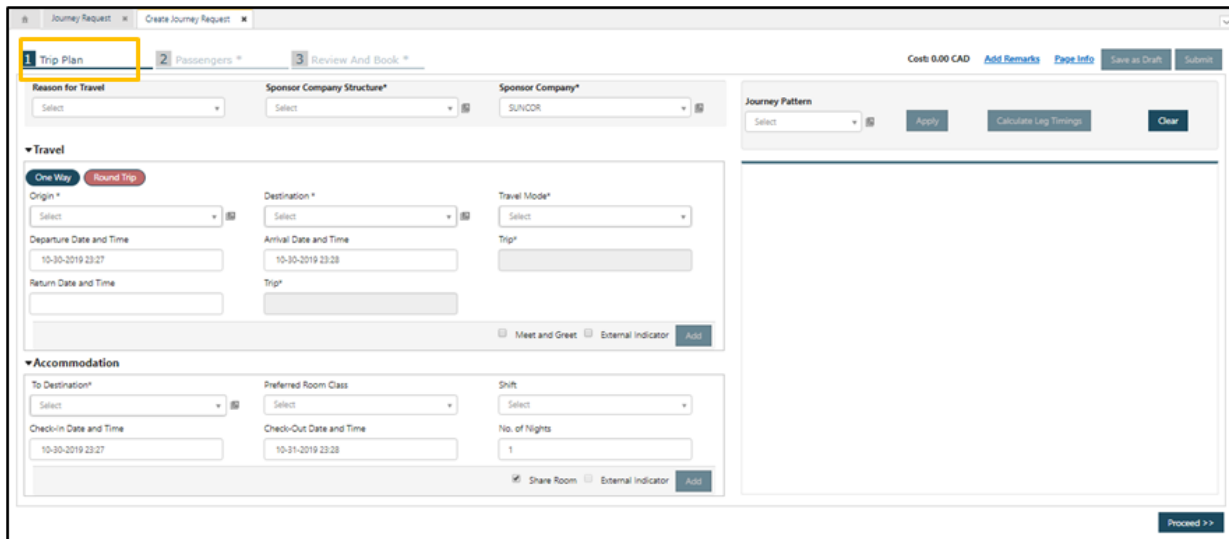 Journey Request × Create Journey Request ×
1 Trip Plan 2 Passengers * 3 Review And Book * Cost: 0.00 CAD Add Remarks Page Info Save as Draft Submit
Reason for Travel Sponsor Company Structure* Sponsor Company*
Select Select SUNCOR
Journey Pattern
Select Apply Calculate Leg Timings Clear
Travel
One Way Round Trip
Origin * Destination * Travel Mode*
Select Select Select
Departure Date and Time Arrival Date and Time Trip*
10-30-2019 23:27 10-30-2019 23:28
Return Date and Time Trip*
Meet and Greet External Indicator Add
Accommodation
To Destination* Preferred Room Class Shift
Select Select Select
Check-In Date and Time Check-Out Date and Time No. of Nights
10-30-2019 23:27 10-31-2019 23:28 1
Share Room External Indicator Add
Proceed >>